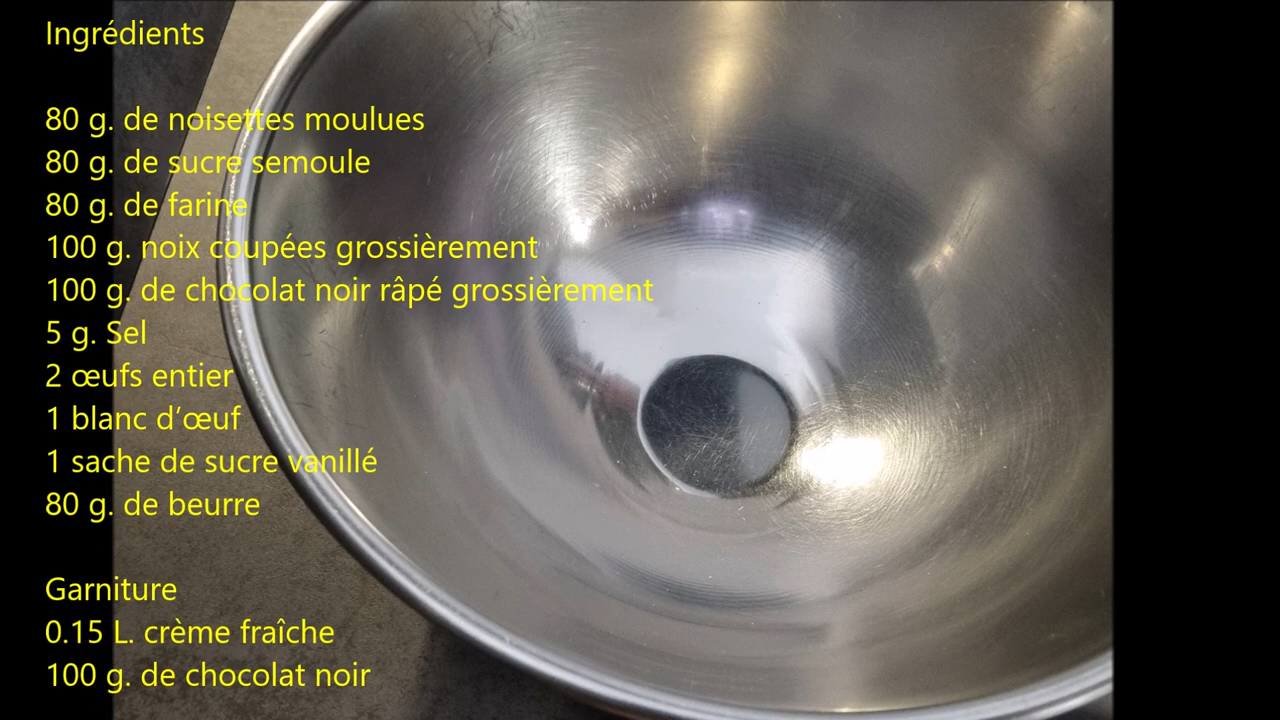 Ingrédients
80 g. de noisettes moulues
80 g. de sucre semoule
80 g. de farine
100 g. noix coupées grossièrement
100 g. de chocolat noir râpé grossièrement
5 g. Sel
2 œufs entier
1 blanc d’œuf
1 sache de sucre vanillé
80 g. de beurre
Garniture
0.15 L. crème fraîche
100 g. de chocolat noir